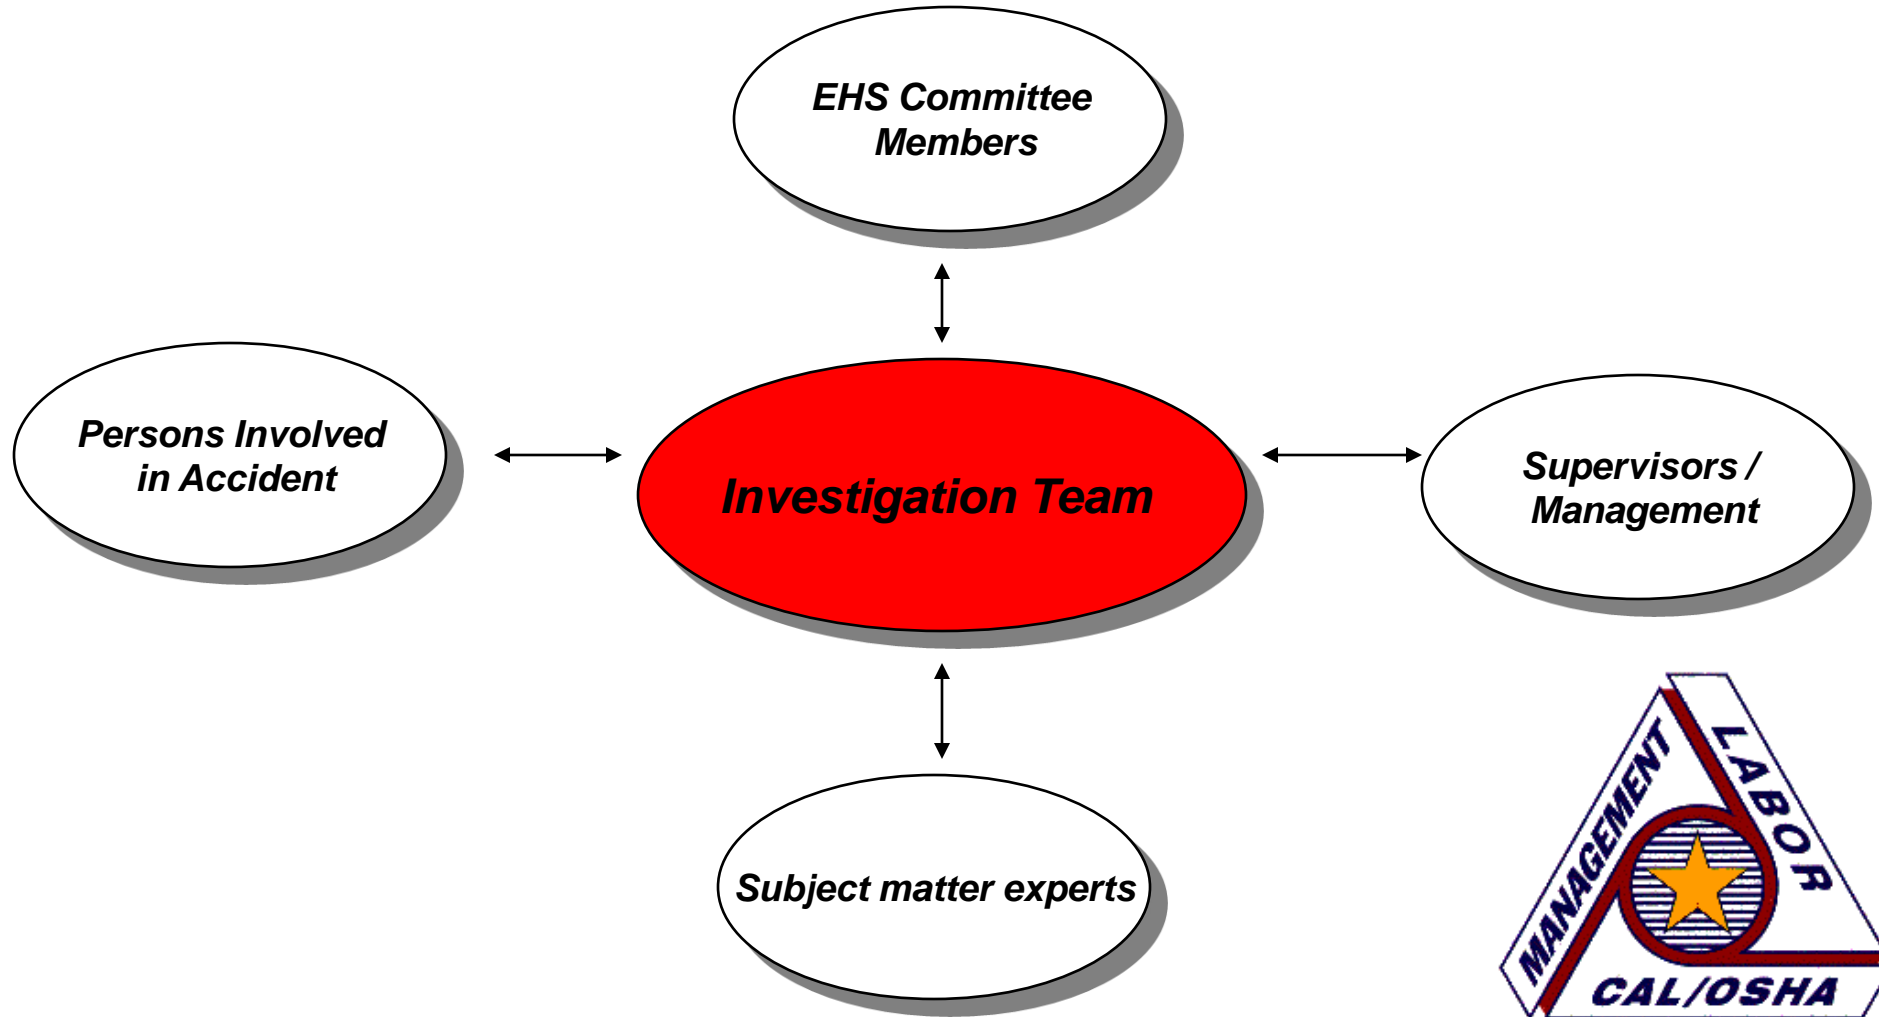 EHS Committee
Members
Persons Involved
in Accident
Investigation Team
Supervisors /
Management
Subject matter experts
MANAGEMENT
LABOR
CAL/OSHA